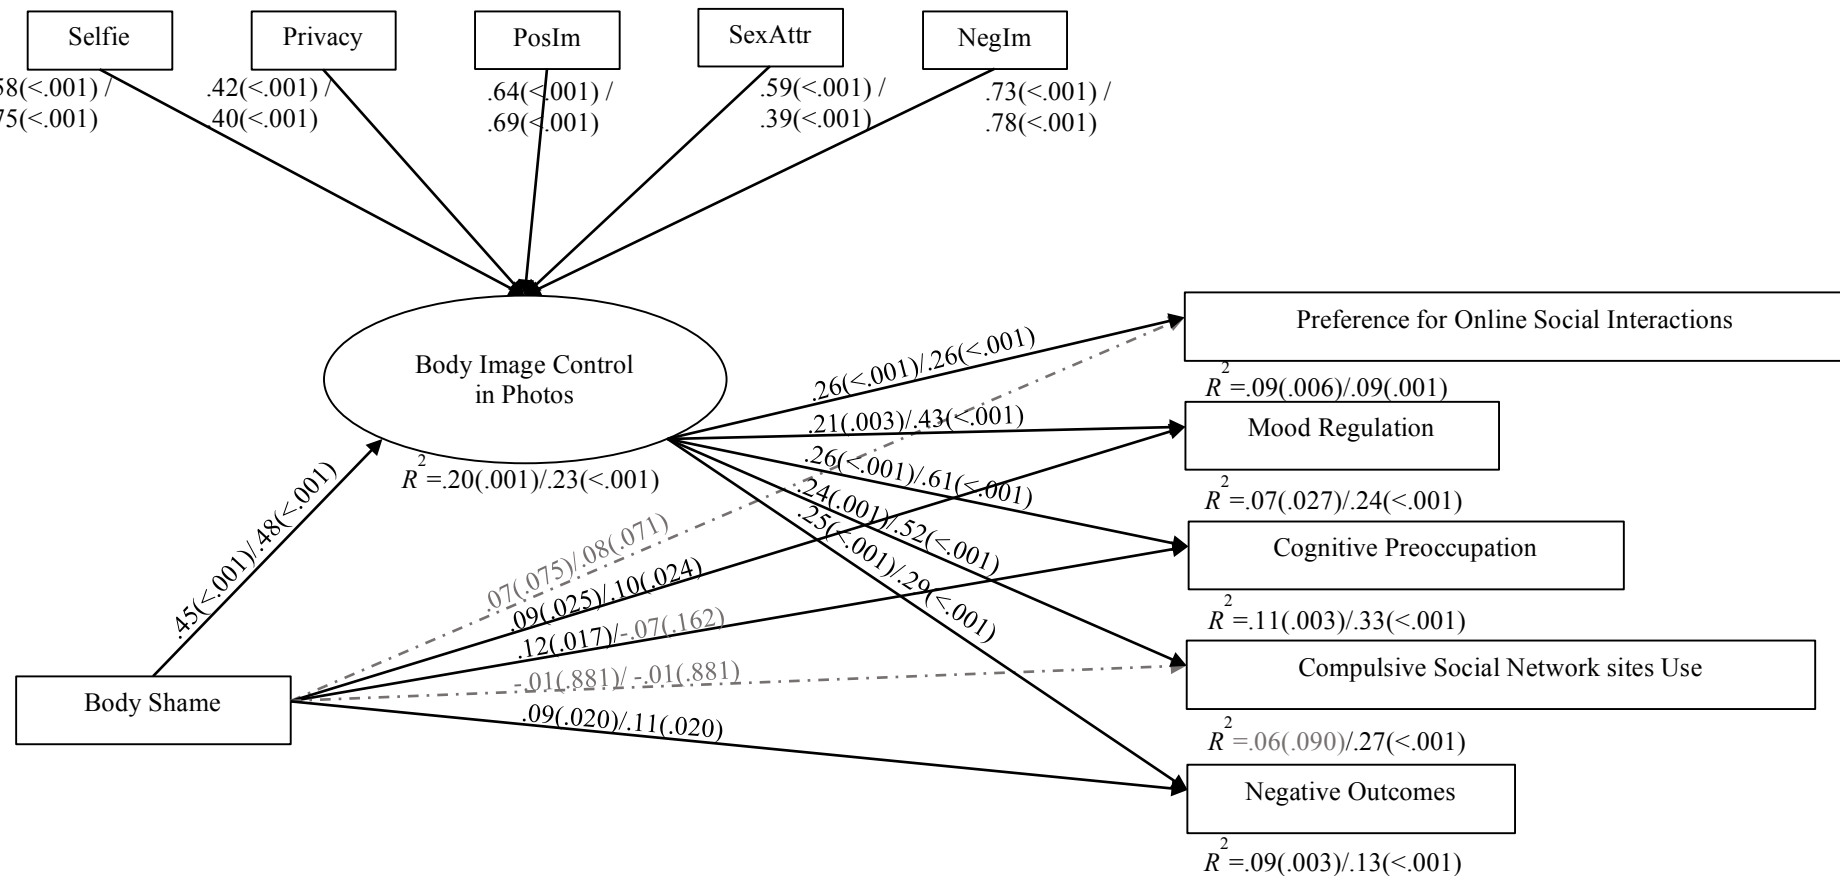 Selfie
Privacy
PosIm
SexAttr
NegIm
58(<.001) /
75(<.001)
.42(<.001) /
.40(<.001)
.64(<.001) /
.69(<.001)
.59(<.001) /
.39(<.001)
.73(<.001) /
.78(<.001)
Body Image Control
in Photos
R²=.20(.001)/.23(<.001)
.45(<.001)/.48(<.001)
Body Shame
.26(<.001)/.26(<.001)
.21(.003)/.43(<.001)
.26(<.001)/.61(<.001)
.24(.001)/.52(<.001)
.25(<.001)/.29(<.001)
.07(.075)/.08(.071)
.09(.025)/.10(.024)
.12(.017)/-.07(.162)
-.01(.881)/ -.01(.881)
.09(.020)/.11(.020)
Preference for Online Social Interactions
R²=.09(.006)/.09(.001)
Mood Regulation
R²=.07(.027)/.24(<.001)
Cognitive Preoccupation
R²=.11(.003)/.33(<.001)
Compulsive Social Network sites Use
R²=.06(.090)/.27(<.001)
Negative Outcomes
R²=.09(.003)/.13(<.001)